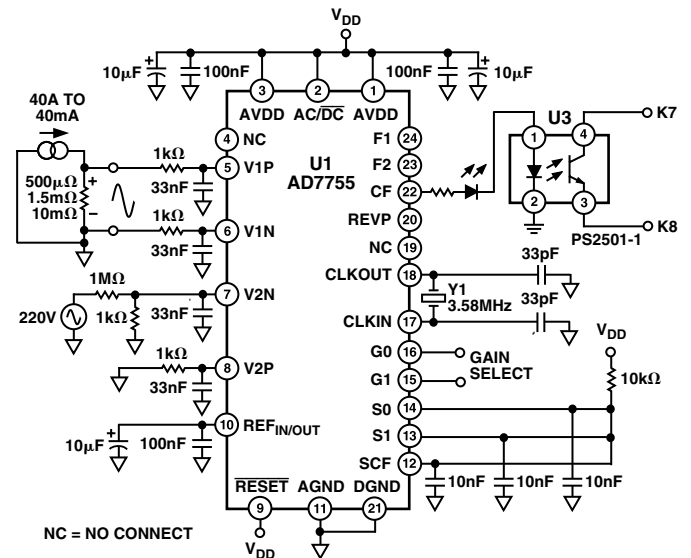 VDD
10µF
+
100nF
100nF
+
10µF
3
2
1
AVDD
AC/DC
AVDD
40A TO
40mA
4
NC
U1
AD7755
1kΩ
5
V1P
33nF
500µΩ
1.5mΩ
10mΩ
+
–
1kΩ
6
V1N
33nF
1MΩ
7
V2N
220V
1kΩ
33nF
1kΩ
8
V2P
33nF
10
REFIN/OUT
10µF
+
100nF
RESET
AGND
DGND
9
11
21
VDD
NC = NO CONNECT
F1
24
F2
23
CF
22
REVP
20
NC
19
CLKOUT
18
CLKIN
17
G0
16
G1
15
S0
14
S1
13
SCF
12
U3
1
4
2
3
K7
K8
PS2501-1
33pF
Y1
3.58MHz
33pF
GAIN
SELECT
VDD
10kΩ
10nF
10nF
10nF